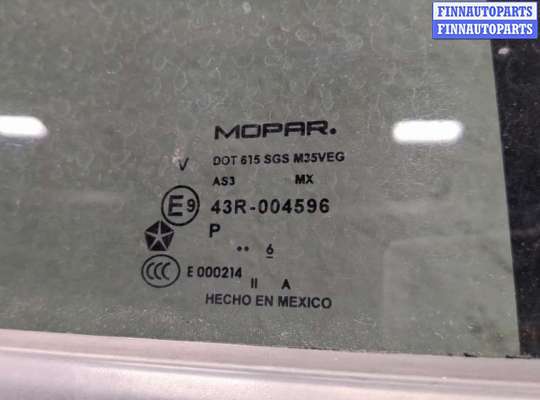 FINNAUTOPARTS
FINNAUTOPARTS
MOPAR.
V DOT 615 SGS M35VEG
AS3 MX
E9 43R-004596
P
.. 6
CCC E 000214
II A
HECHO EN MEXICO